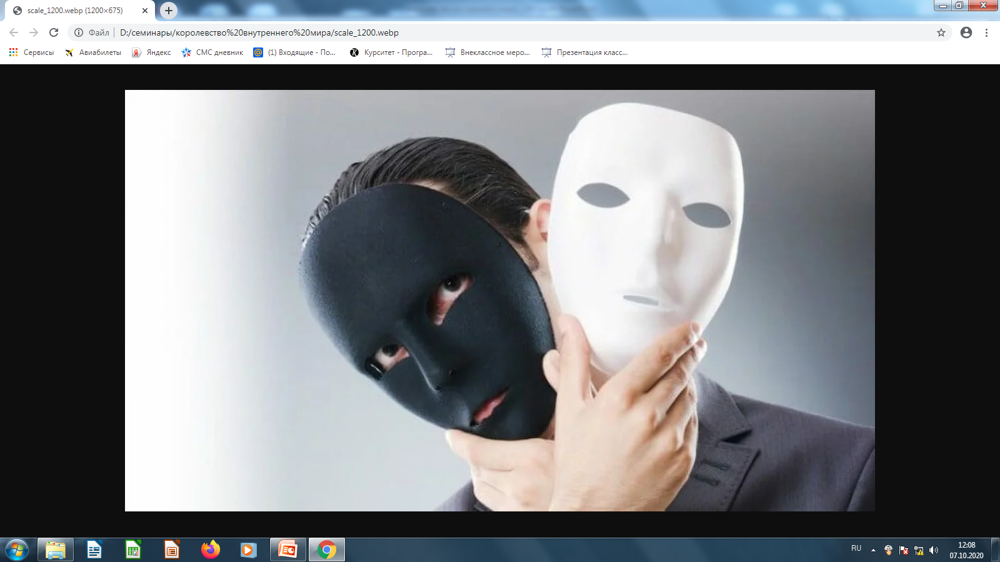 scale_1200.webp (1200×675)
Файл
D:/семинары/королевство%20внутреннего%20мира/scale_1200.webp
Сервисы
Авиабилеты
Яндекс
СМС дневник
(1) Входящие - По...
Курситет - Програ...
Внеклассное меро...
Презентация класс...
RU
12:08
07.10.2020